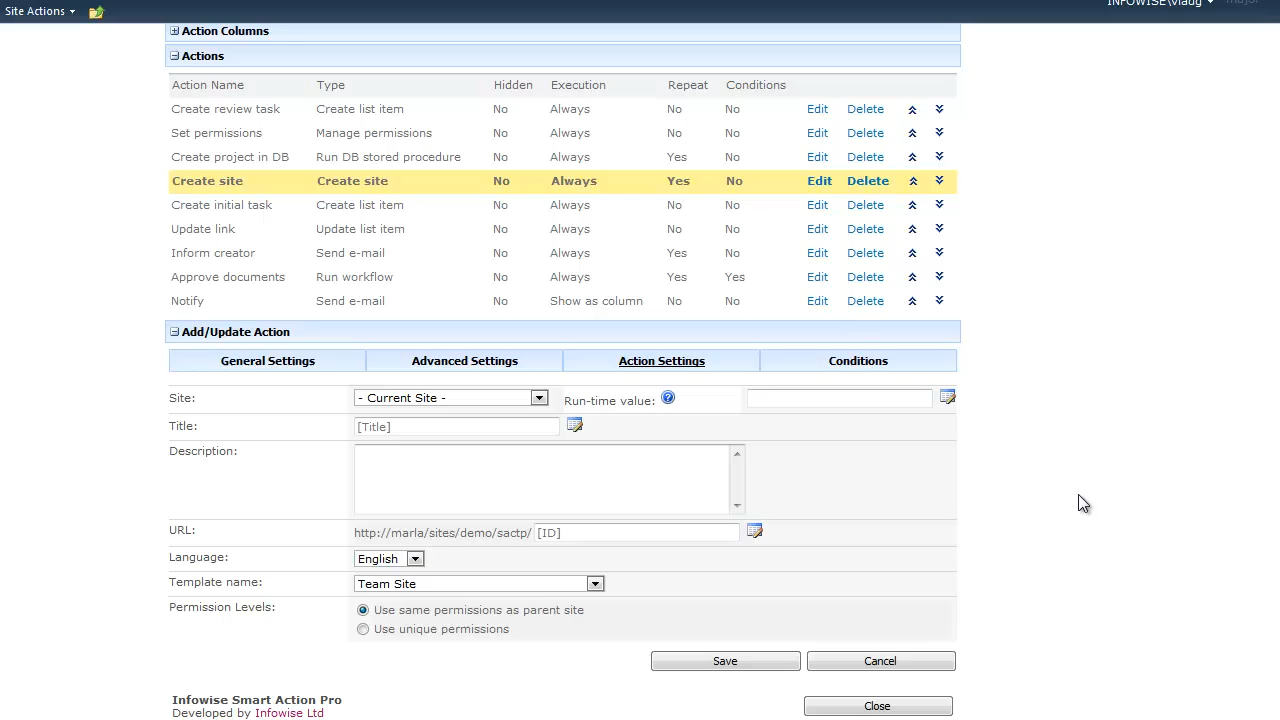 Site Actions
INFOWISE\vladg
Action Columns
Actions
Action Name Type Hidden Execution Repeat Conditions
Create review task Create list item No Always No No Edit Delete
Set permissions Manage permissions No Always No No Edit Delete
Create project in DB Run DB stored procedure No Always Yes No Edit Delete
Create site Create site No Always Yes No Edit Delete
Create initial task Create list item No Always No No Edit Delete
Update link Update list item No Always No No Edit Delete
Inform creator Send e-mail No Always Yes No Edit Delete
Approve documents Run workflow No Always Yes Yes Edit Delete
Notify Send e-mail No Show as column No No Edit Delete
Add/Update Action
General Settings Advanced Settings Action Settings Conditions
Site: - Current Site - Run-time value:
Title: [Title]
Description:
URL: http://marla/sites/demo/sactp/ [ID]
Language: English
Template name: Team Site
Permission Levels: Use same permissions as parent site
Use unique permissions
Save Cancel
Infowise Smart Action Pro
Developed by Infowise Ltd
Close